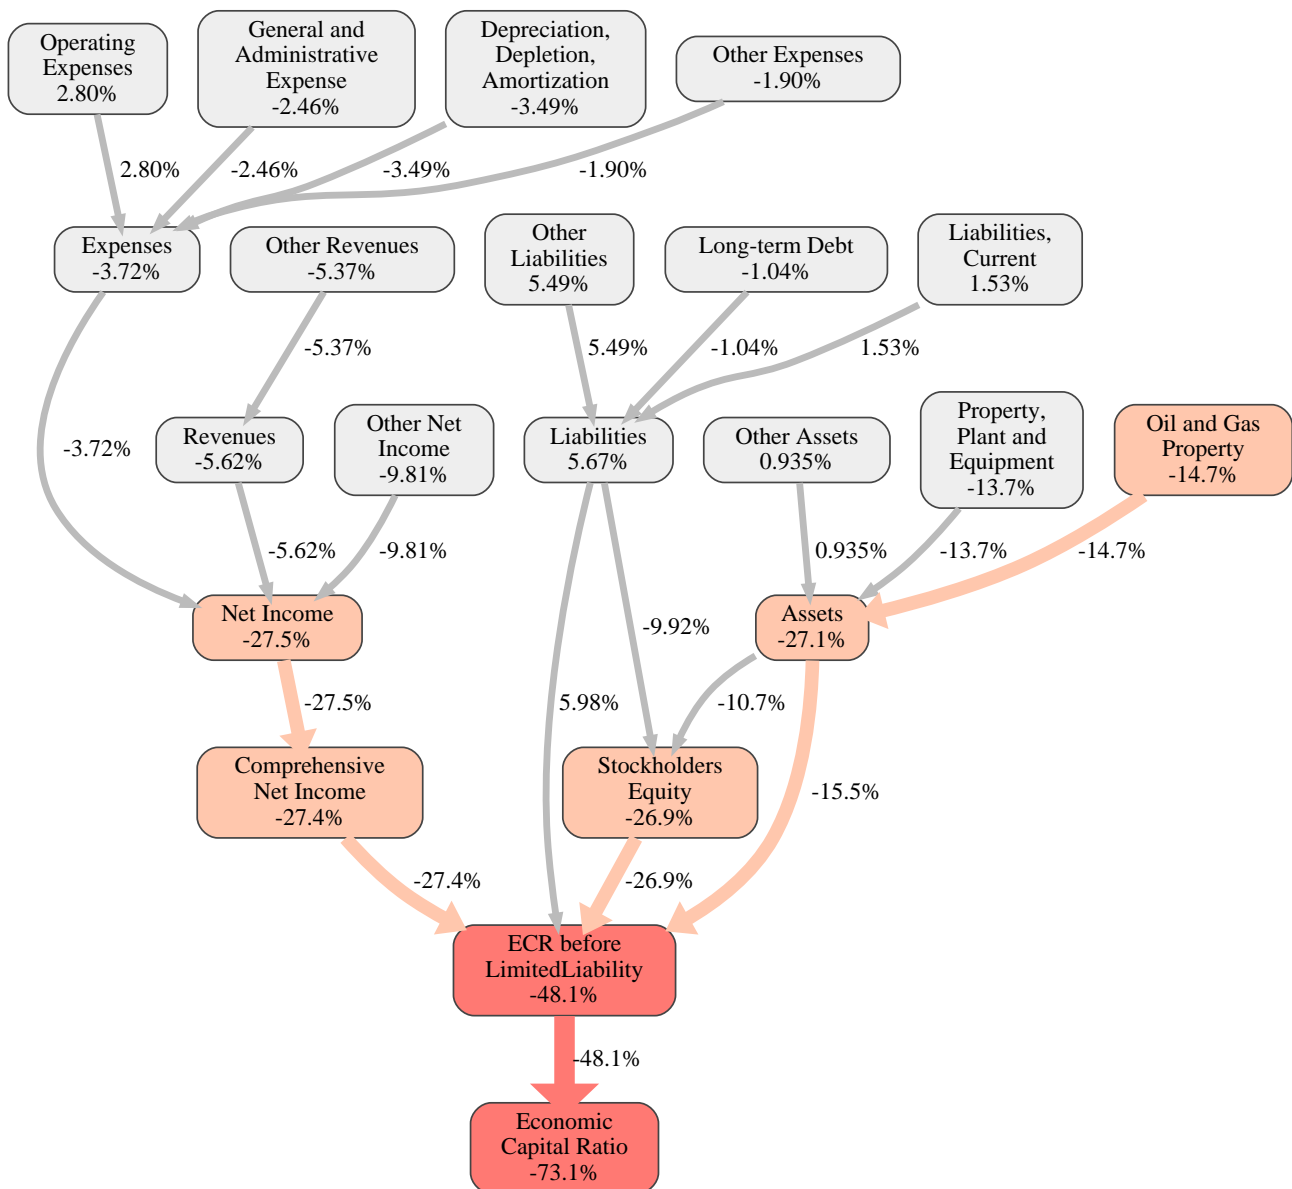 Operating
Expenses
2.80%
General and
Administrative
Expense
-2.46%
Depreciation,
Depletion,
Amortization
-3.49%
Other Expenses
-1.90%
2.80%
-2.46%
-3.49%
-1.90%
Expenses
-3.72%
Other Revenues
-5.37%
Other
Liabilities
5.49%
Long-term Debt
-1.04%
Liabilities,
Current
1.53%
-5.37%
5.49%
-1.04%
1.53%
-3.72%
Revenues
-5.62%
Other Net
Income
-9.81%
Liabilities
5.67%
Other Assets
0.935%
Property,
Plant and
Equipment
-13.7%
Oil and Gas
Property
-14.7%
-5.62%
-9.81%
0.935%
-13.7%
-14.7%
Net Income
-27.5%
-9.92%
Assets
-27.1%
-27.5%
5.98%
-10.7%
Comprehensive
Net Income
-27.4%
Stockholders
Equity
-26.9%
-15.5%
-27.4%
-26.9%
ECR before
LimitedLiability
-48.1%
-48.1%
Economic
Capital Ratio
-73.1%